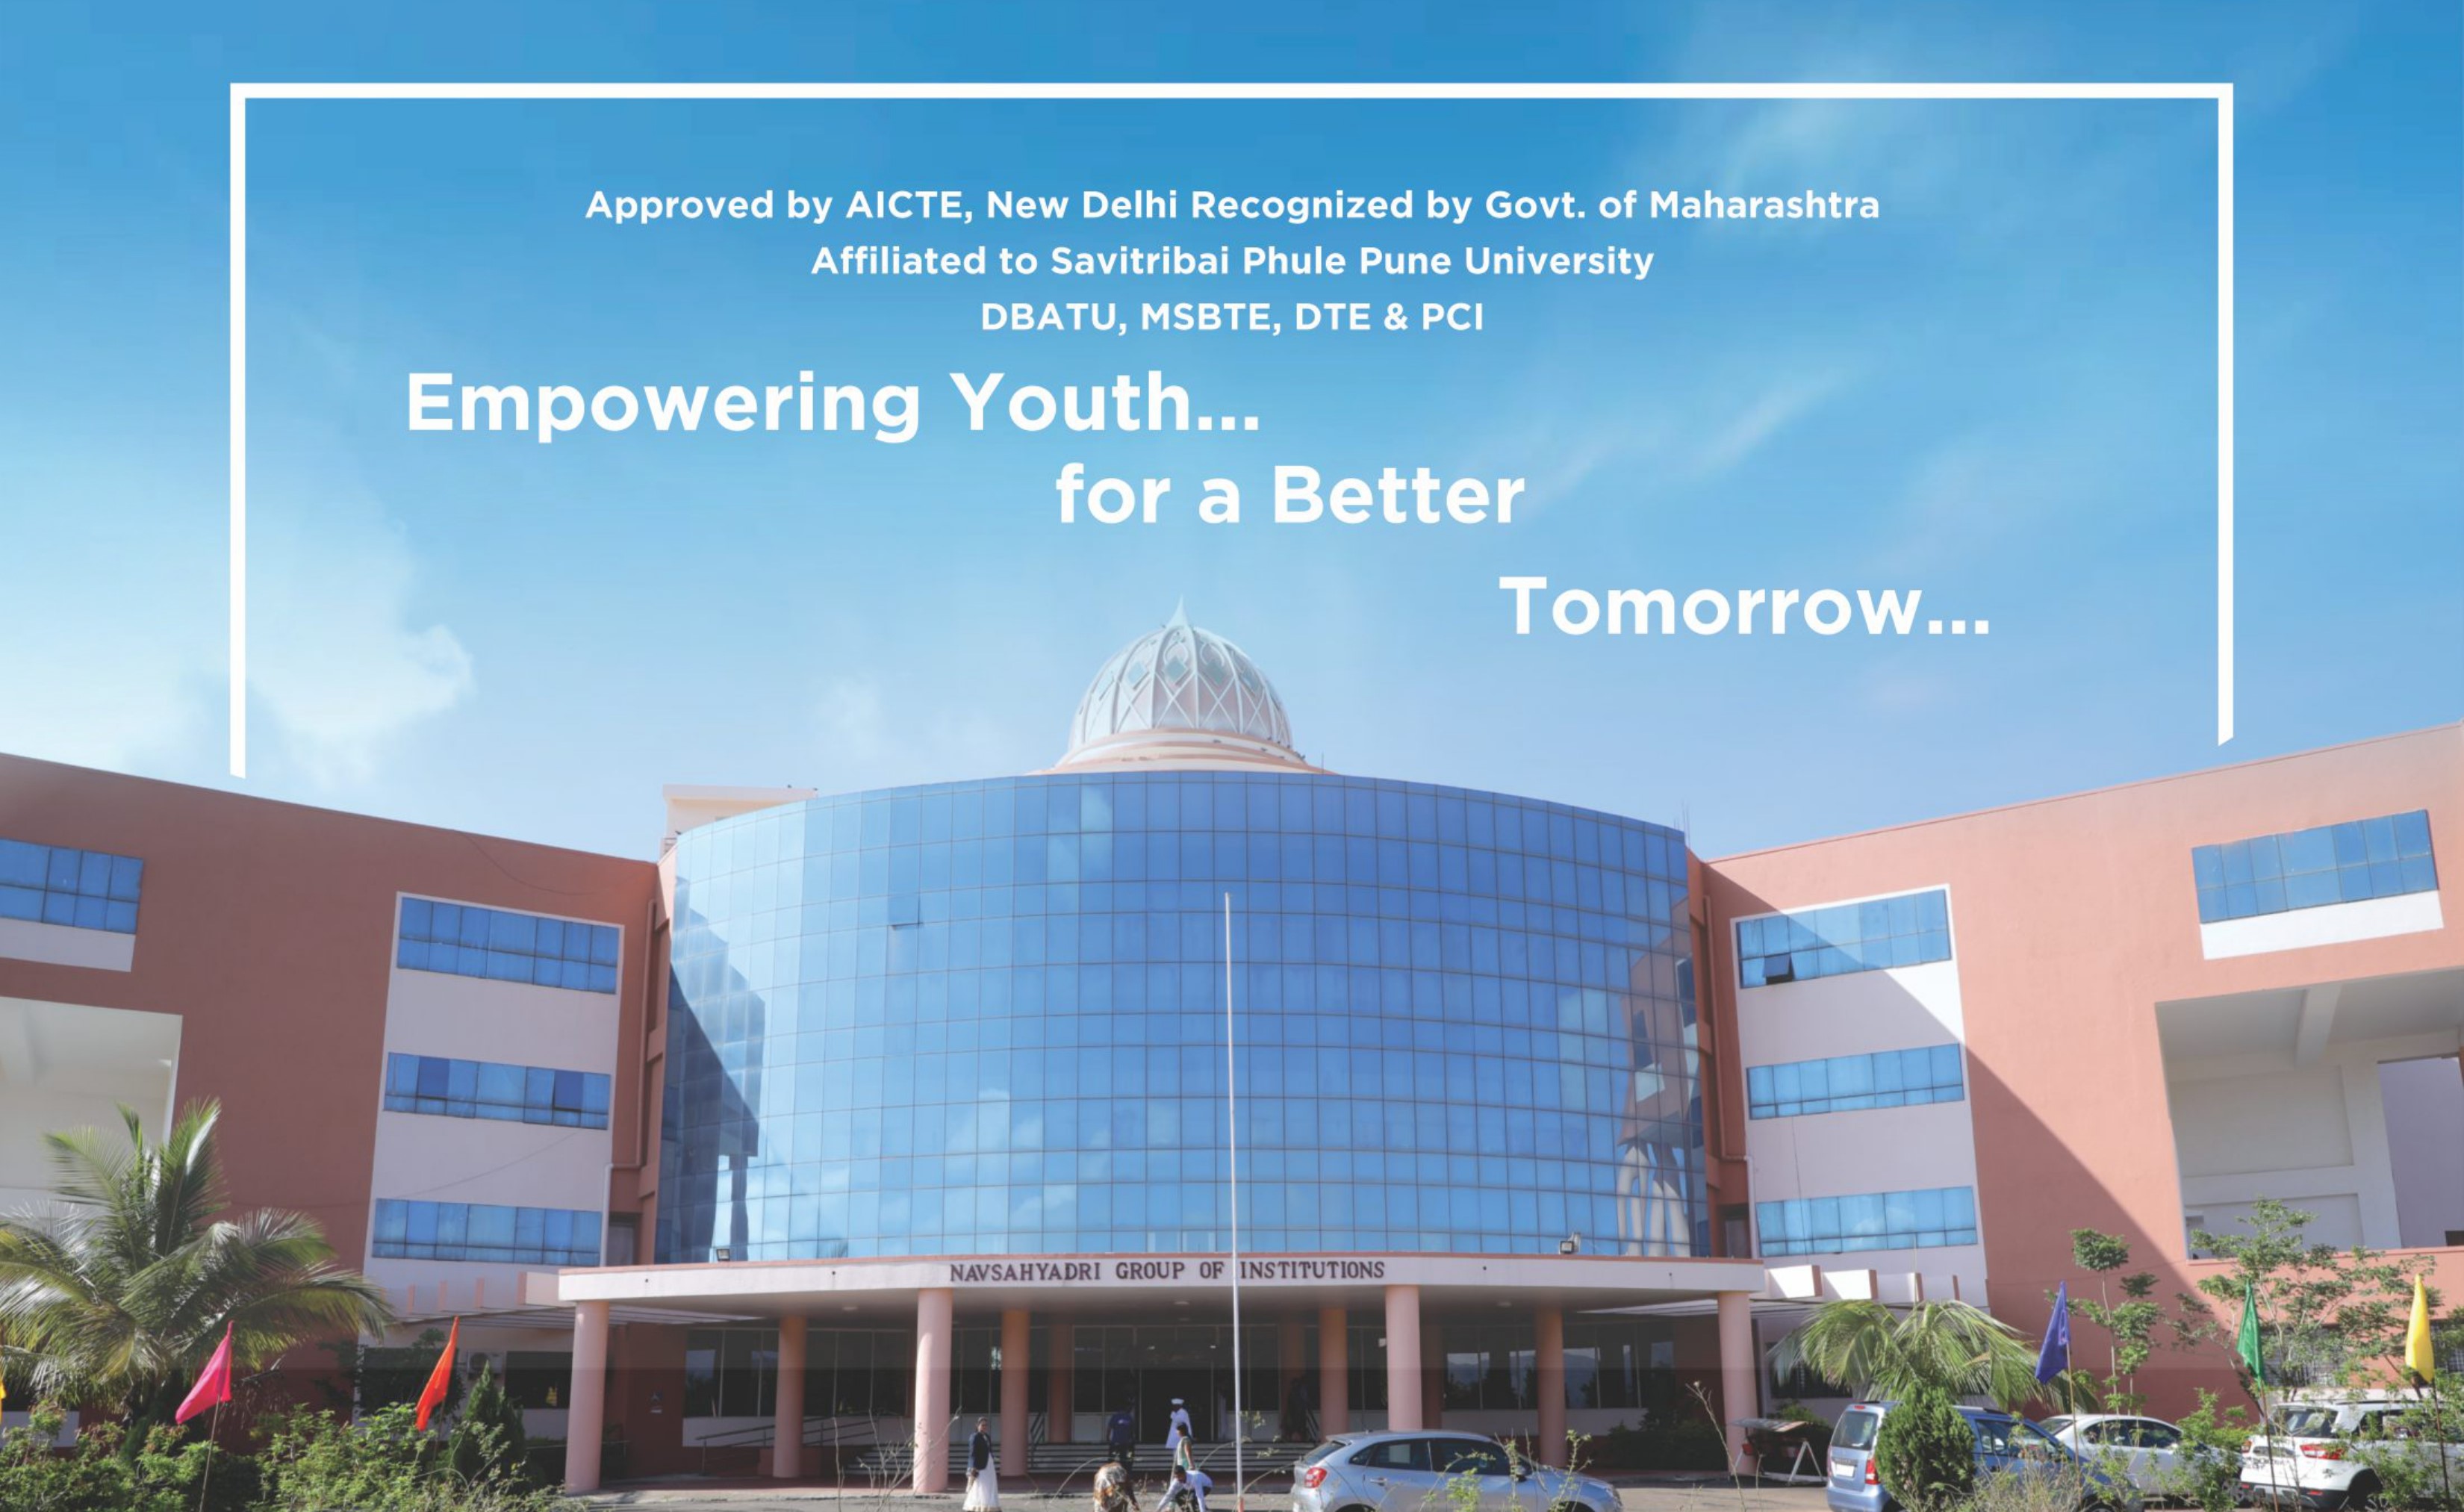 Approved by AICTE, New Delhi Recognized by Govt. of Maharashtra
Affiliated to Savitribai Phule Pune University
DBATU, MSBTE, DTE & PCI
Empowering Youth...
for a Better
Tomorrow...
NAVSAHYADRI GROUP OF INSTITUTIONS